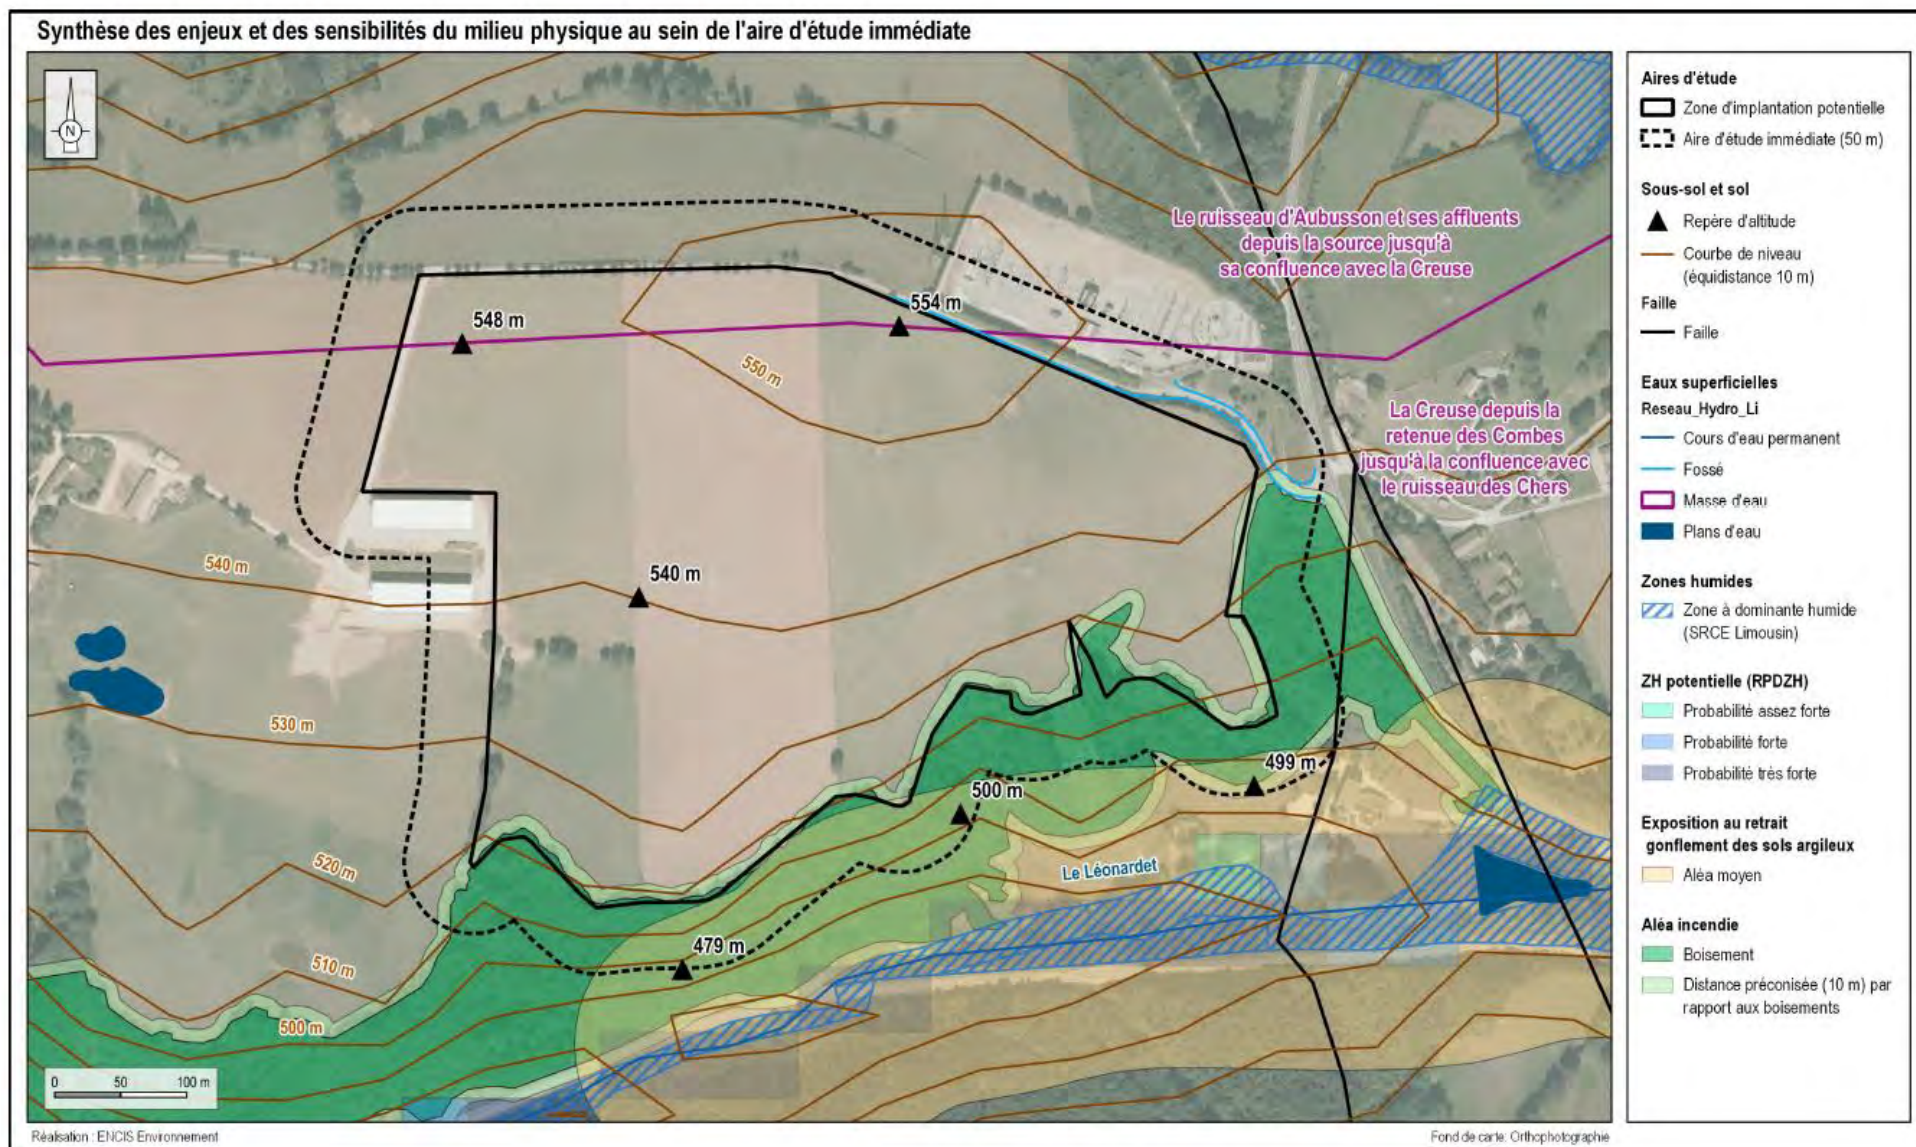 Synthèse des enjeux et des sensibilités du milieu physique au sein de l'aire d'étude immédiate
N
Le ruisseau d'Aubusson et ses affluents
depuis la source jusqu'à
sa confluence avec la Creuse
554 m
548 m
550 m
La Creuse depuis la
retenue des Combes
jusqu'à la confluence avec
le ruisseau des Chers
540 m
540 m
530 m
499 m
500 m
520 m
Le Léonardet
479 m
510 m
500 m
0 50 100 m
Aires d'étude
Zone d'implantation potentielle
Aire d'étude immédiate (50 m)
Sous-sol et sol
Repère d'altitude
Courbe de niveau
(équidistance 10 m)
Faille
Faille
Eaux superficielles
Reseau_Hydro_Li
Cours d'eau permanent
Fossé
Masse d'eau
Plans d'eau
Zones humides
Zone à dominante humide
(SRCE Limousin)
ZH potentielle (RPDZH)
Probabilité assez forte
Probabilité forte
Probabilité très forte
Exposition au retrait
gonflement des sols argileux
Aléa moyen
Aléa incendie
Boisement
Distance préconisée (10 m) par
rapport aux boisements
Réalisation : ENCIS Environnement
Fond de carte: Orthophotographie